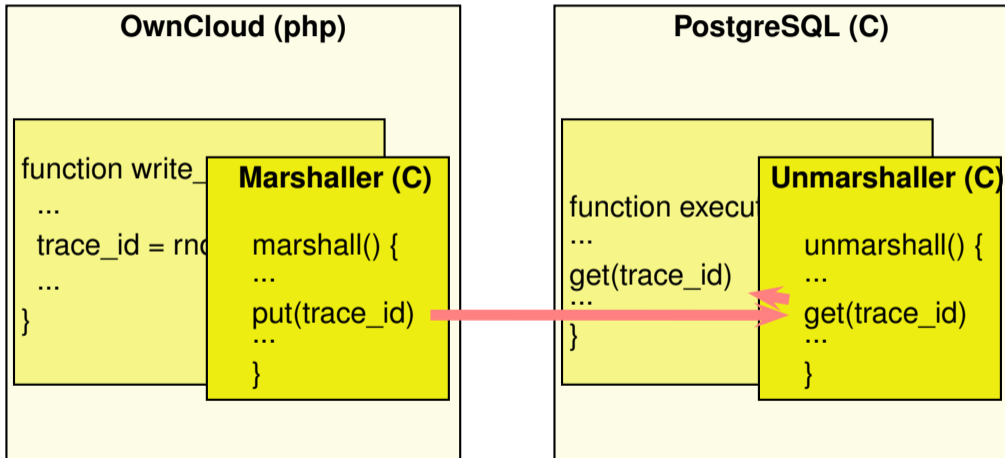 OwnCloud (php)
function write_
...
trace_id = rnd
...
}
Marshaller (C)
marshall() {
...
put(trace_id)
...
}
PostgreSQL (C)
function execut
...
get(trace_id)
...
}
Unmarshaller (C)
unmarshall() {
...
get(trace_id)
...
}